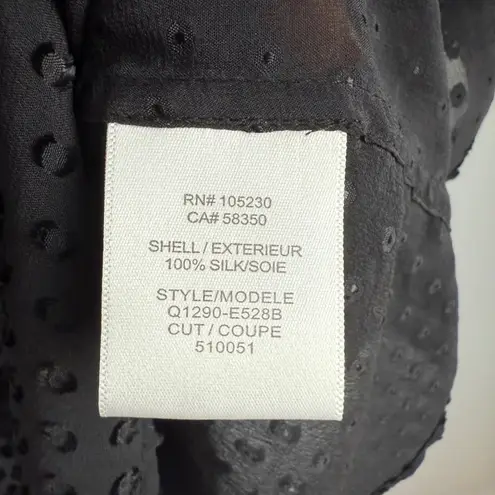 RN# 105230
CA# 58350
SHELL / EXTERIEUR
100% SILK/SOIE
STYLE/MODELE
Q1290-E528B
CUT / COUPE
510051